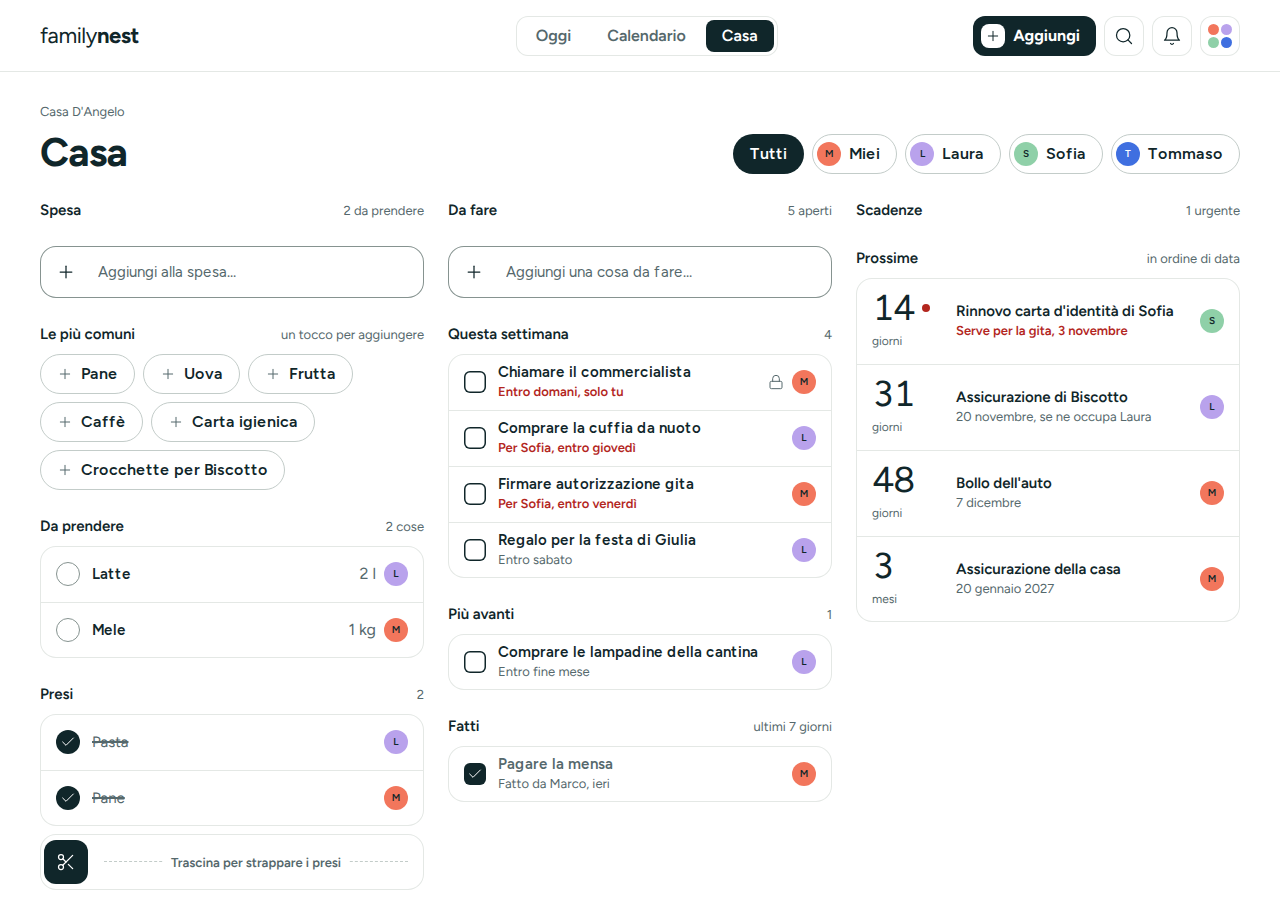 familynest
Oggi
Calendario
Casa
Aggiungi
Casa D'Angelo
Casa
Tutti
M Miei
L Laura
S Sofia
T Tommaso
Spesa
2 da prendere
Aggiungi alla spesa...
Le più comuni
un tocco per aggiungere
Pane
Uova
Frutta
Caffè
Carta igienica
Crocchette per Biscotto
Da prendere
2 cose
Latte
2 l
L
Mele
1 kg
M
Presi
2
Pasta
L
Pane
M
Trascina per strappare i presi
Da fare
5 aperti
Aggiungi una cosa da fare...
Questa settimana
4
Chiamare il commercialista
Entro domani, solo tu
M
Comprare la cuffia da nuoto
Per Sofia, entro giovedì
L
Firmare autorizzazione gita
Per Sofia, entro venerdì
M
Regalo per la festa di Giulia
Entro sabato
L
Più avanti
1
Comprare le lampadine della cantina
Entro fine mese
L
Fatti
ultimi 7 giorni
Pagare la mensa
Fatto da Marco, ieri
M
Scadenze
1 urgente
Prossime
in ordine di data
14
giorni
Rinnovo carta d'identità di Sofia
Serve per la gita, 3 novembre
S
31
giorni
Assicurazione di Biscotto
20 novembre, se ne occupa Laura
L
48
giorni
Bollo dell'auto
7 dicembre
M
3
mesi
Assicurazione della casa
20 gennaio 2027
M